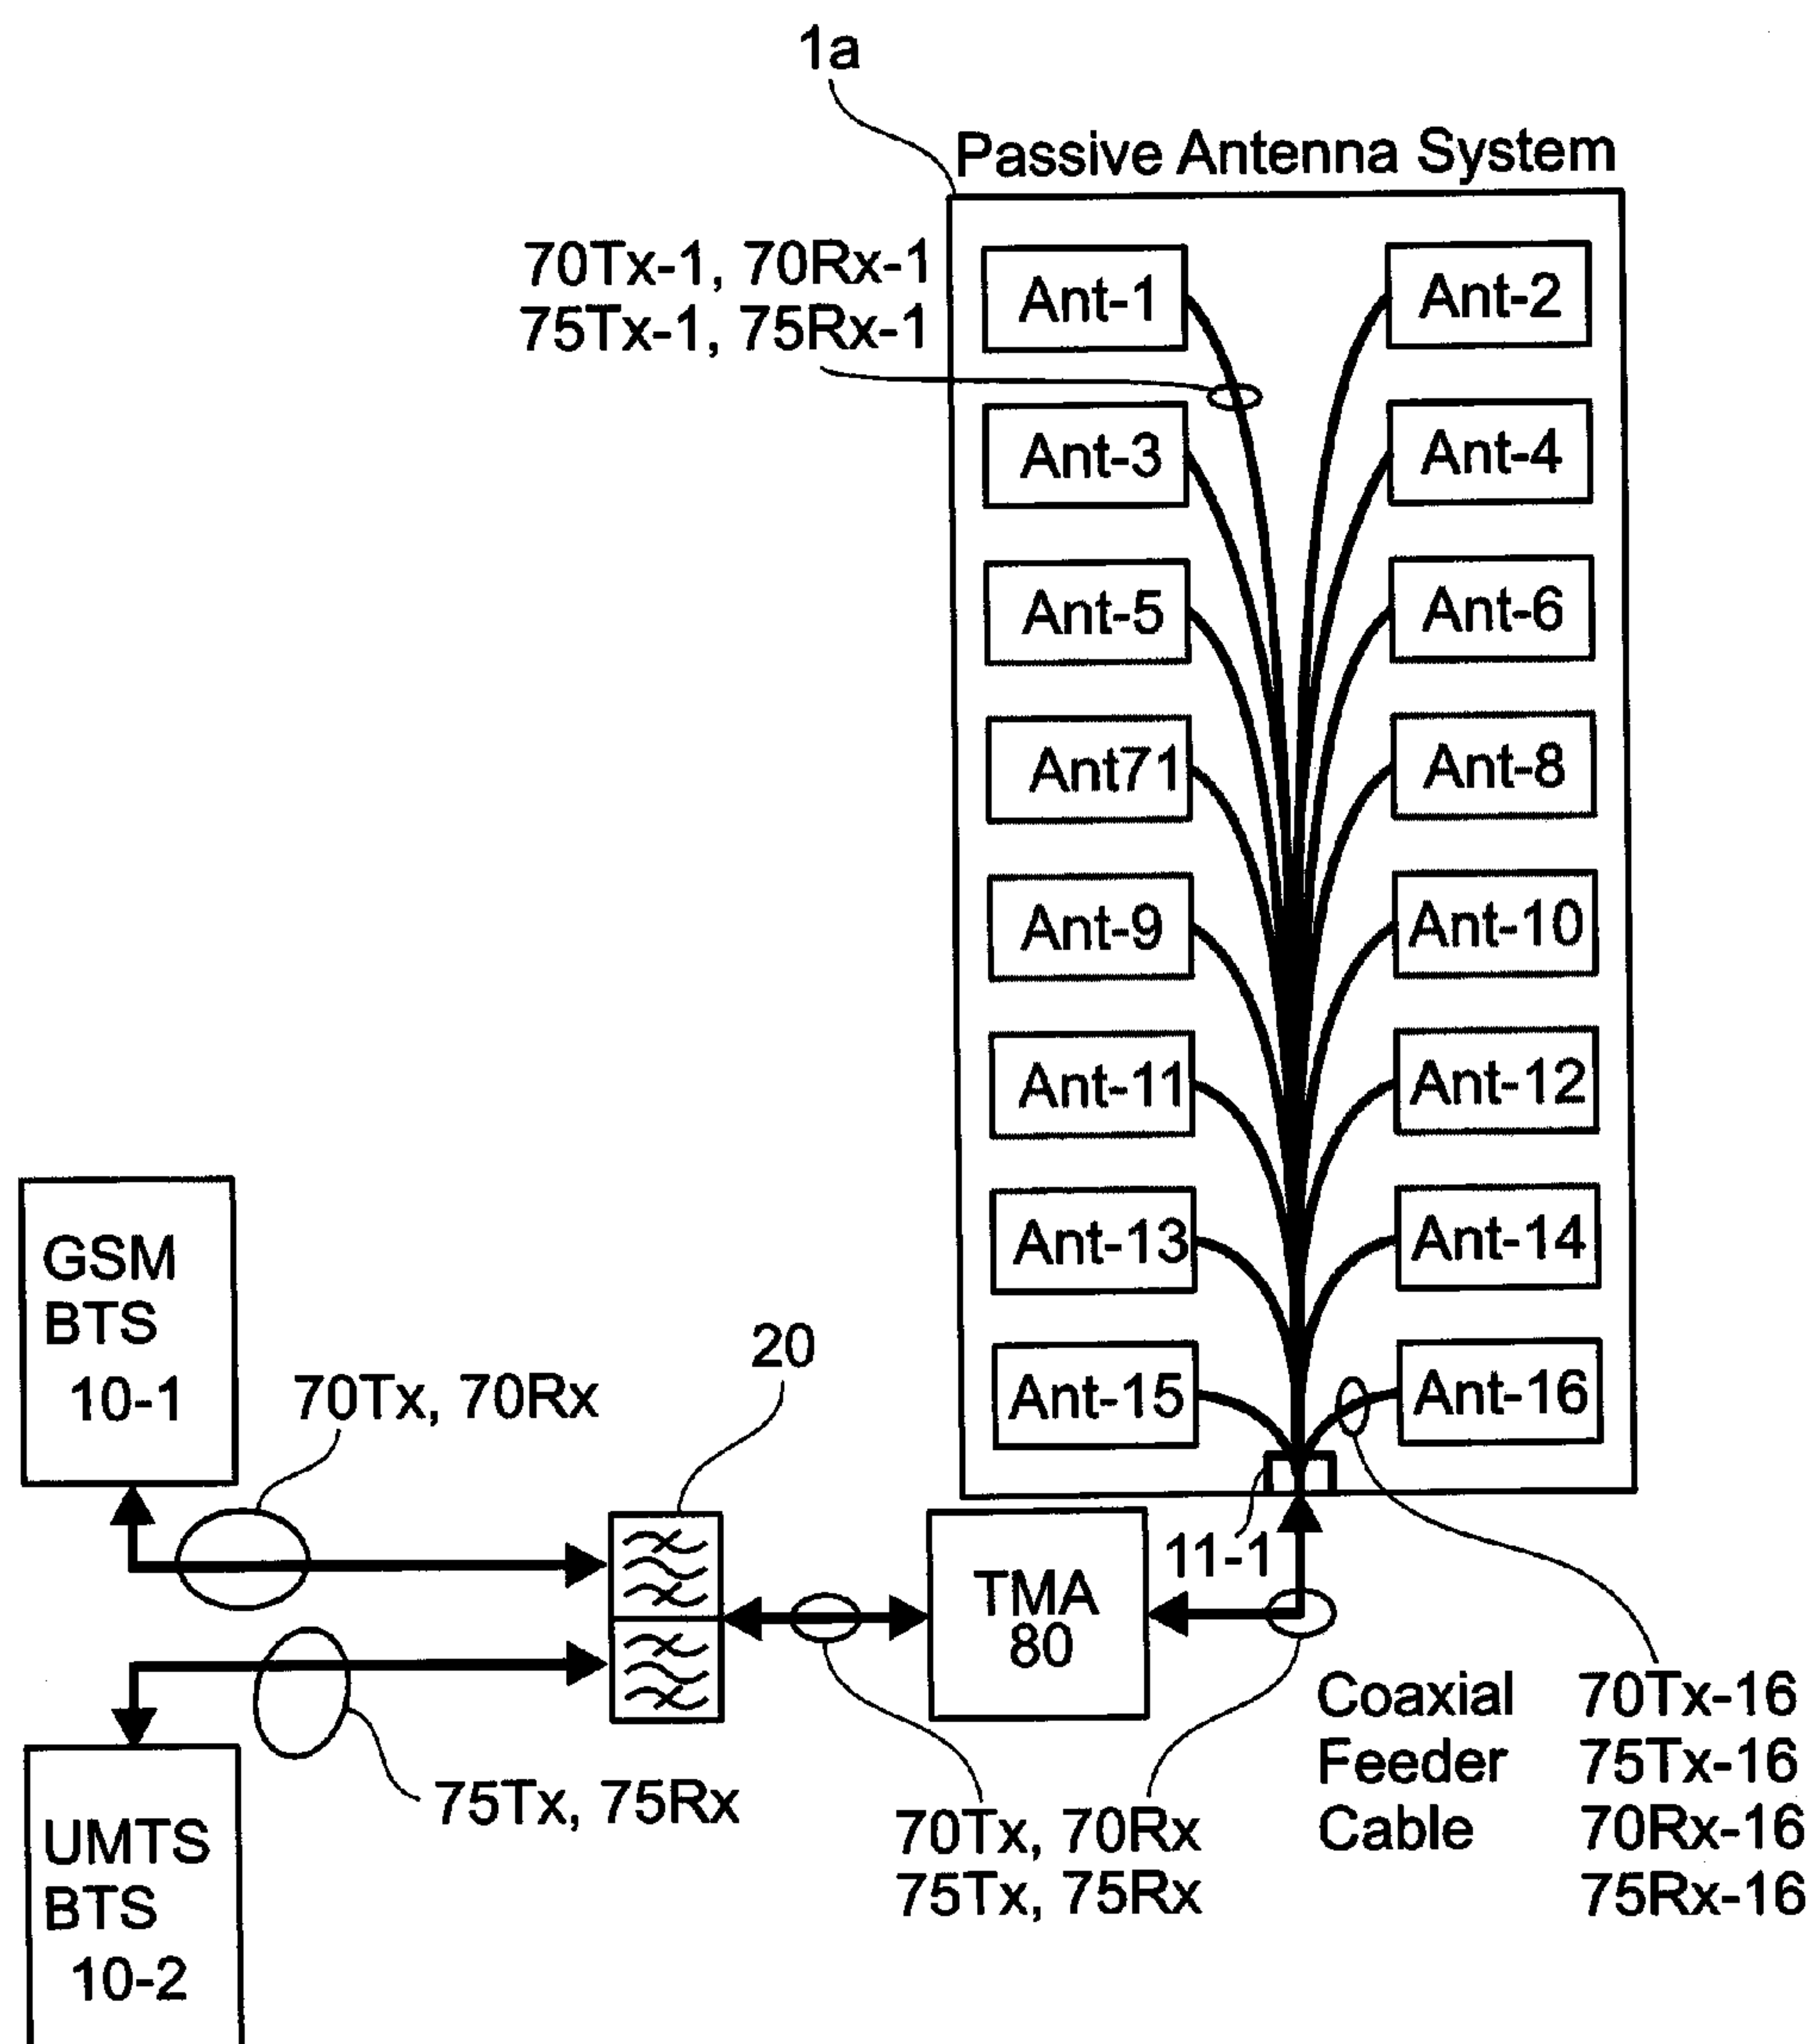 1a
Passive Antenna System
70Tx-1, 70Rx-1
75Tx-1, 75Rx-1
Ant-1
Ant-2
Ant-3
Ant-4
Ant-5
Ant-6
Ant71
Ant-8
Ant-9
Ant-10
Ant-11
Ant-12
Ant-13
Ant-14
Ant-15
Ant-16
GSM
BTS
10-1
70Tx, 70Rx
20
11-1
TMA
80
UMTS
BTS
10-2
75Tx, 75Rx
70Tx, 70Rx
75Tx, 75Rx
Coaxial
Feeder
Cable
70Tx-16
75Tx-16
70Rx-16
75Rx-16